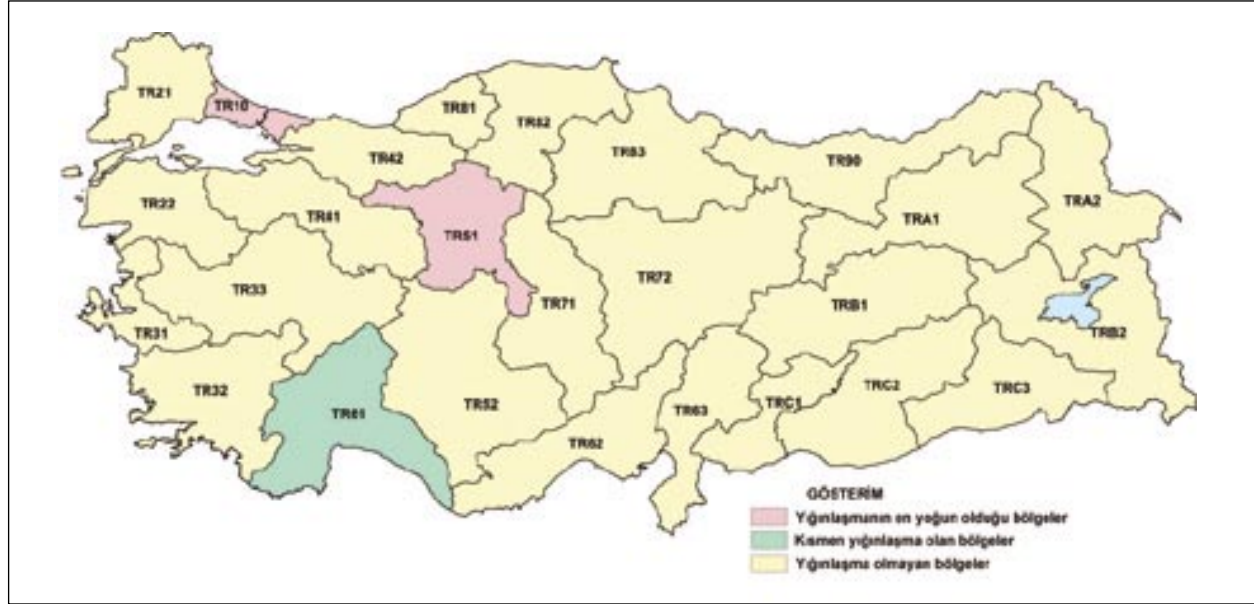 TR21
TR10
TR81
TR82
TR83
TR42
TR90
TRA2
TR22
TR41
TRA1
TR51
TR72
TR33
TR71
TRB1
TR31
TRB2
TR32
TRC2
TRC3
TR61
TR52
TR63
TRC1
TR62
GÖSTERİM
Yığınlaşmanın en yoğun olduğu bölgeler
Kısmen yığınlaşma olan bölgeler
Yığınlaşma olmayan bölgeler